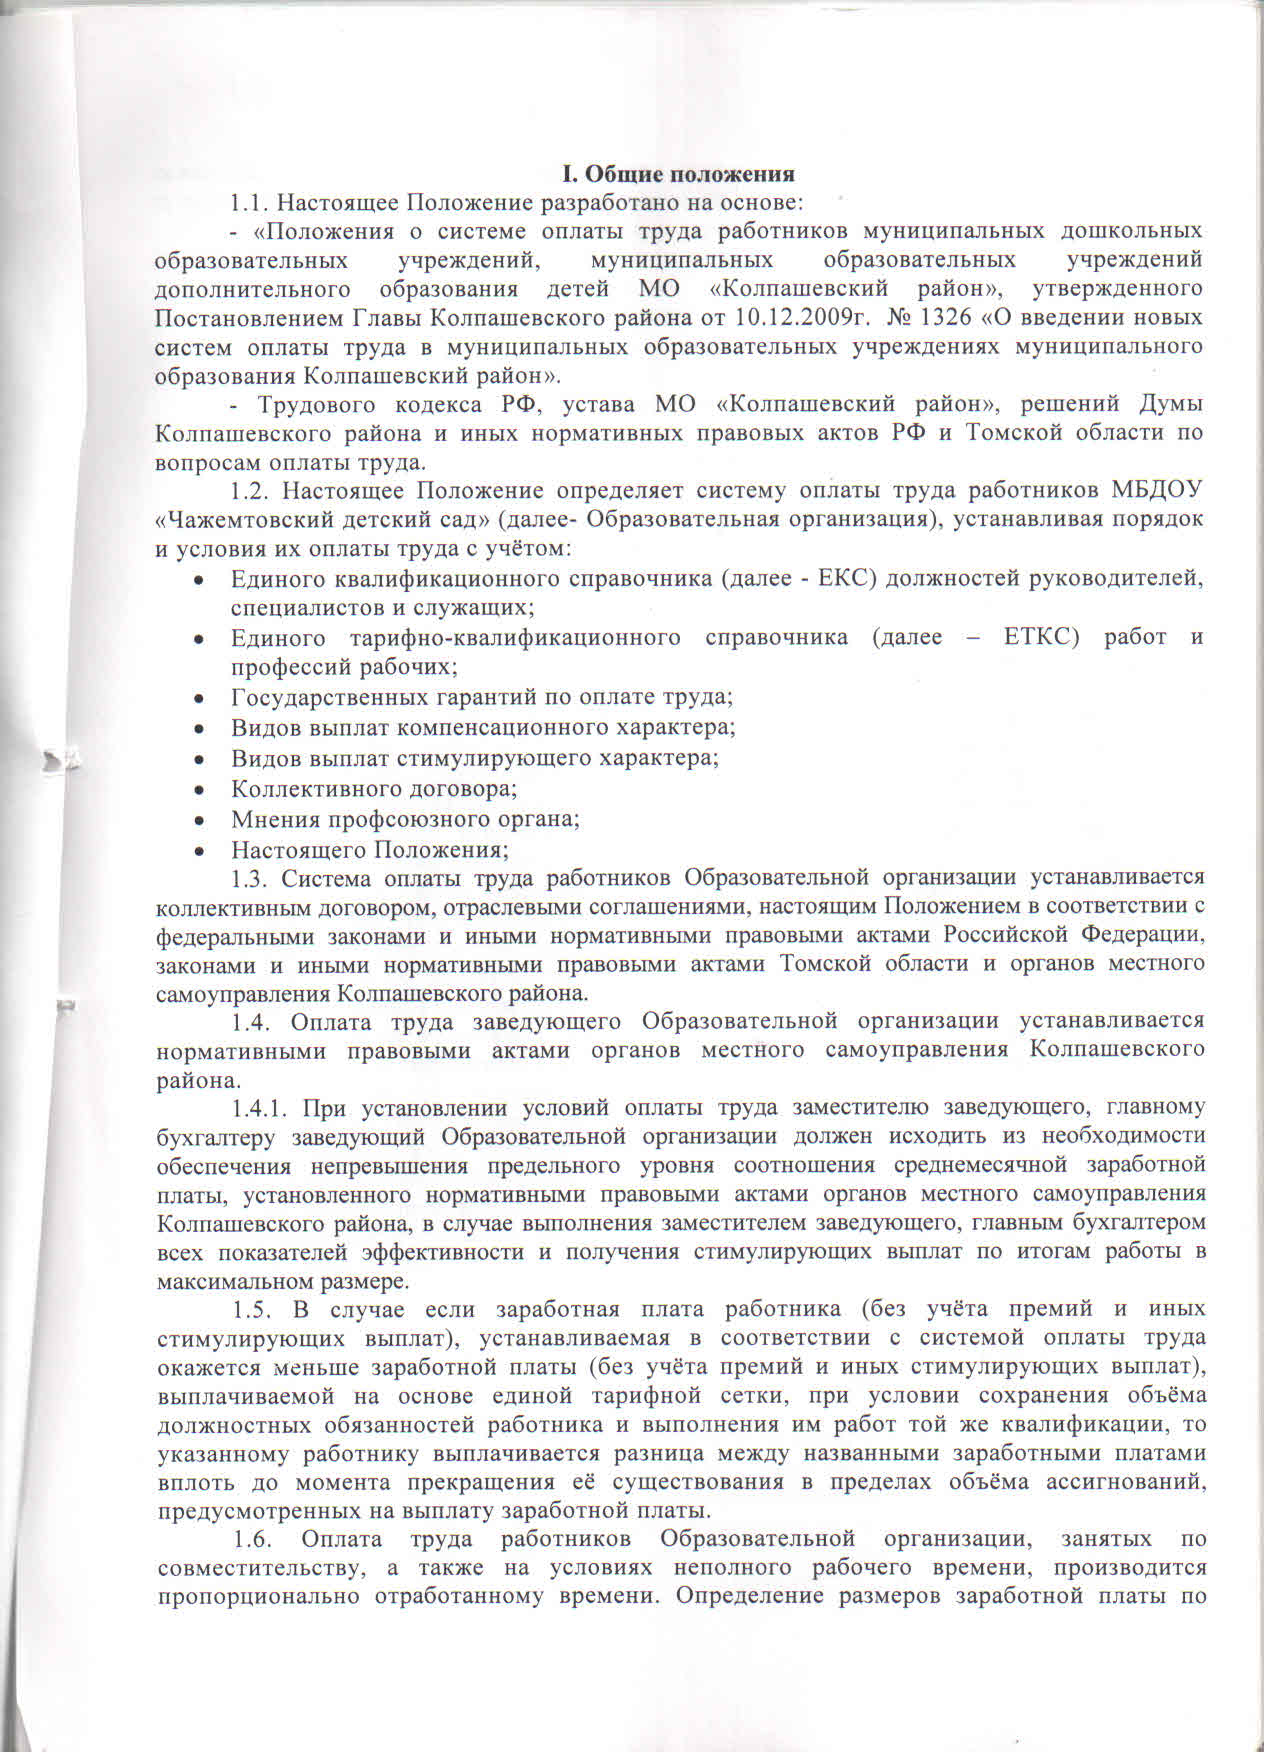 I. Общие положения
1.1. Настоящее Положение разработано на основе:
- «Положения о системе оплаты труда работников муниципальных дошкольных
образовательных учреждений, муниципальных образовательных учреждений
дополнительного образования детей МО «Колпашевский район», утвержденного
Постановлением Главы Колпашевского района от 10.12.2009г. № 1326 «О введении новых
систем оплаты труда в муниципальных образовательных учреждениях муниципального
образования Колпашевский район».
- Трудового кодекса РФ, устава МО «Колпашевский район», решений Думы
Колпашевского района и иных нормативных правовых актов РФ и Томской области по
вопросам оплаты труда.
1.2. Настоящее Положение определяет систему оплаты труда работников МБДОУ
«Чажемтовский детский сад» (далее- Образовательная организация), устанавливая порядок
и условия их оплаты труда с учётом:
• Единого квалификационного справочника (далее - ЕКС) должностей руководителей,
специалистов и служащих;
• Единого тарифно-квалификационного справочника (далее – ЕТКС) работ и
профессий рабочих;
• Государственных гарантий по оплате труда;
• Видов выплат компенсационного характера;
• Видов выплат стимулирующего характера;
• Коллективного договора;
• Мнения профсоюзного органа;
• Настоящего Положения;
1.3. Система оплаты труда работников Образовательной организации устанавливается
коллективным договором, отраслевыми соглашениями, настоящим Положением в соответствии с
федеральными законами и иными нормативными правовыми актами Российской Федерации,
законами и иными нормативными правовыми актами Томской области и органов местного
самоуправления Колпашевского района.
1.4. Оплата труда заведующего Образовательной организации устанавливается
нормативными правовыми актами органов местного самоуправления Колпашевского
района.
1.4.1. При установлении условий оплаты труда заместителю заведующего, главному
бухгалтеру заведующий Образовательной организации должен исходить из необходимости
обеспечения непревышения предельного уровня соотношения среднемесячной заработной
платы, установленного нормативными правовыми актами органов местного самоуправления
Колпашевского района, в случае выполнения заместителем заведующего, главным бухгалтером
всех показателей эффективности и получения стимулирующих выплат по итогам работы в
максимальном размере.
1.5. В случае если заработная плата работника (без учёта премий и иных
стимулирующих выплат), устанавливаемая в соответствии с системой оплаты труда
окажется меньше заработной платы (без учёта премий и иных стимулирующих выплат),
выплачиваемой на основе единой тарифной сетки, при условии сохранения объёма
должностных обязанностей работника и выполнения им работ той же квалификации, то
указанному работнику выплачивается разница между названными заработными платами
вплоть до момента прекращения её существования в пределах объёма ассигнований,
предусмотренных на выплату заработной платы.
1.6. Оплата труда работников Образовательной организации, занятых по
совместительству, а также на условиях неполного рабочего времени, производится
пропорционально отработанному времени. Определение размеров заработной платы по